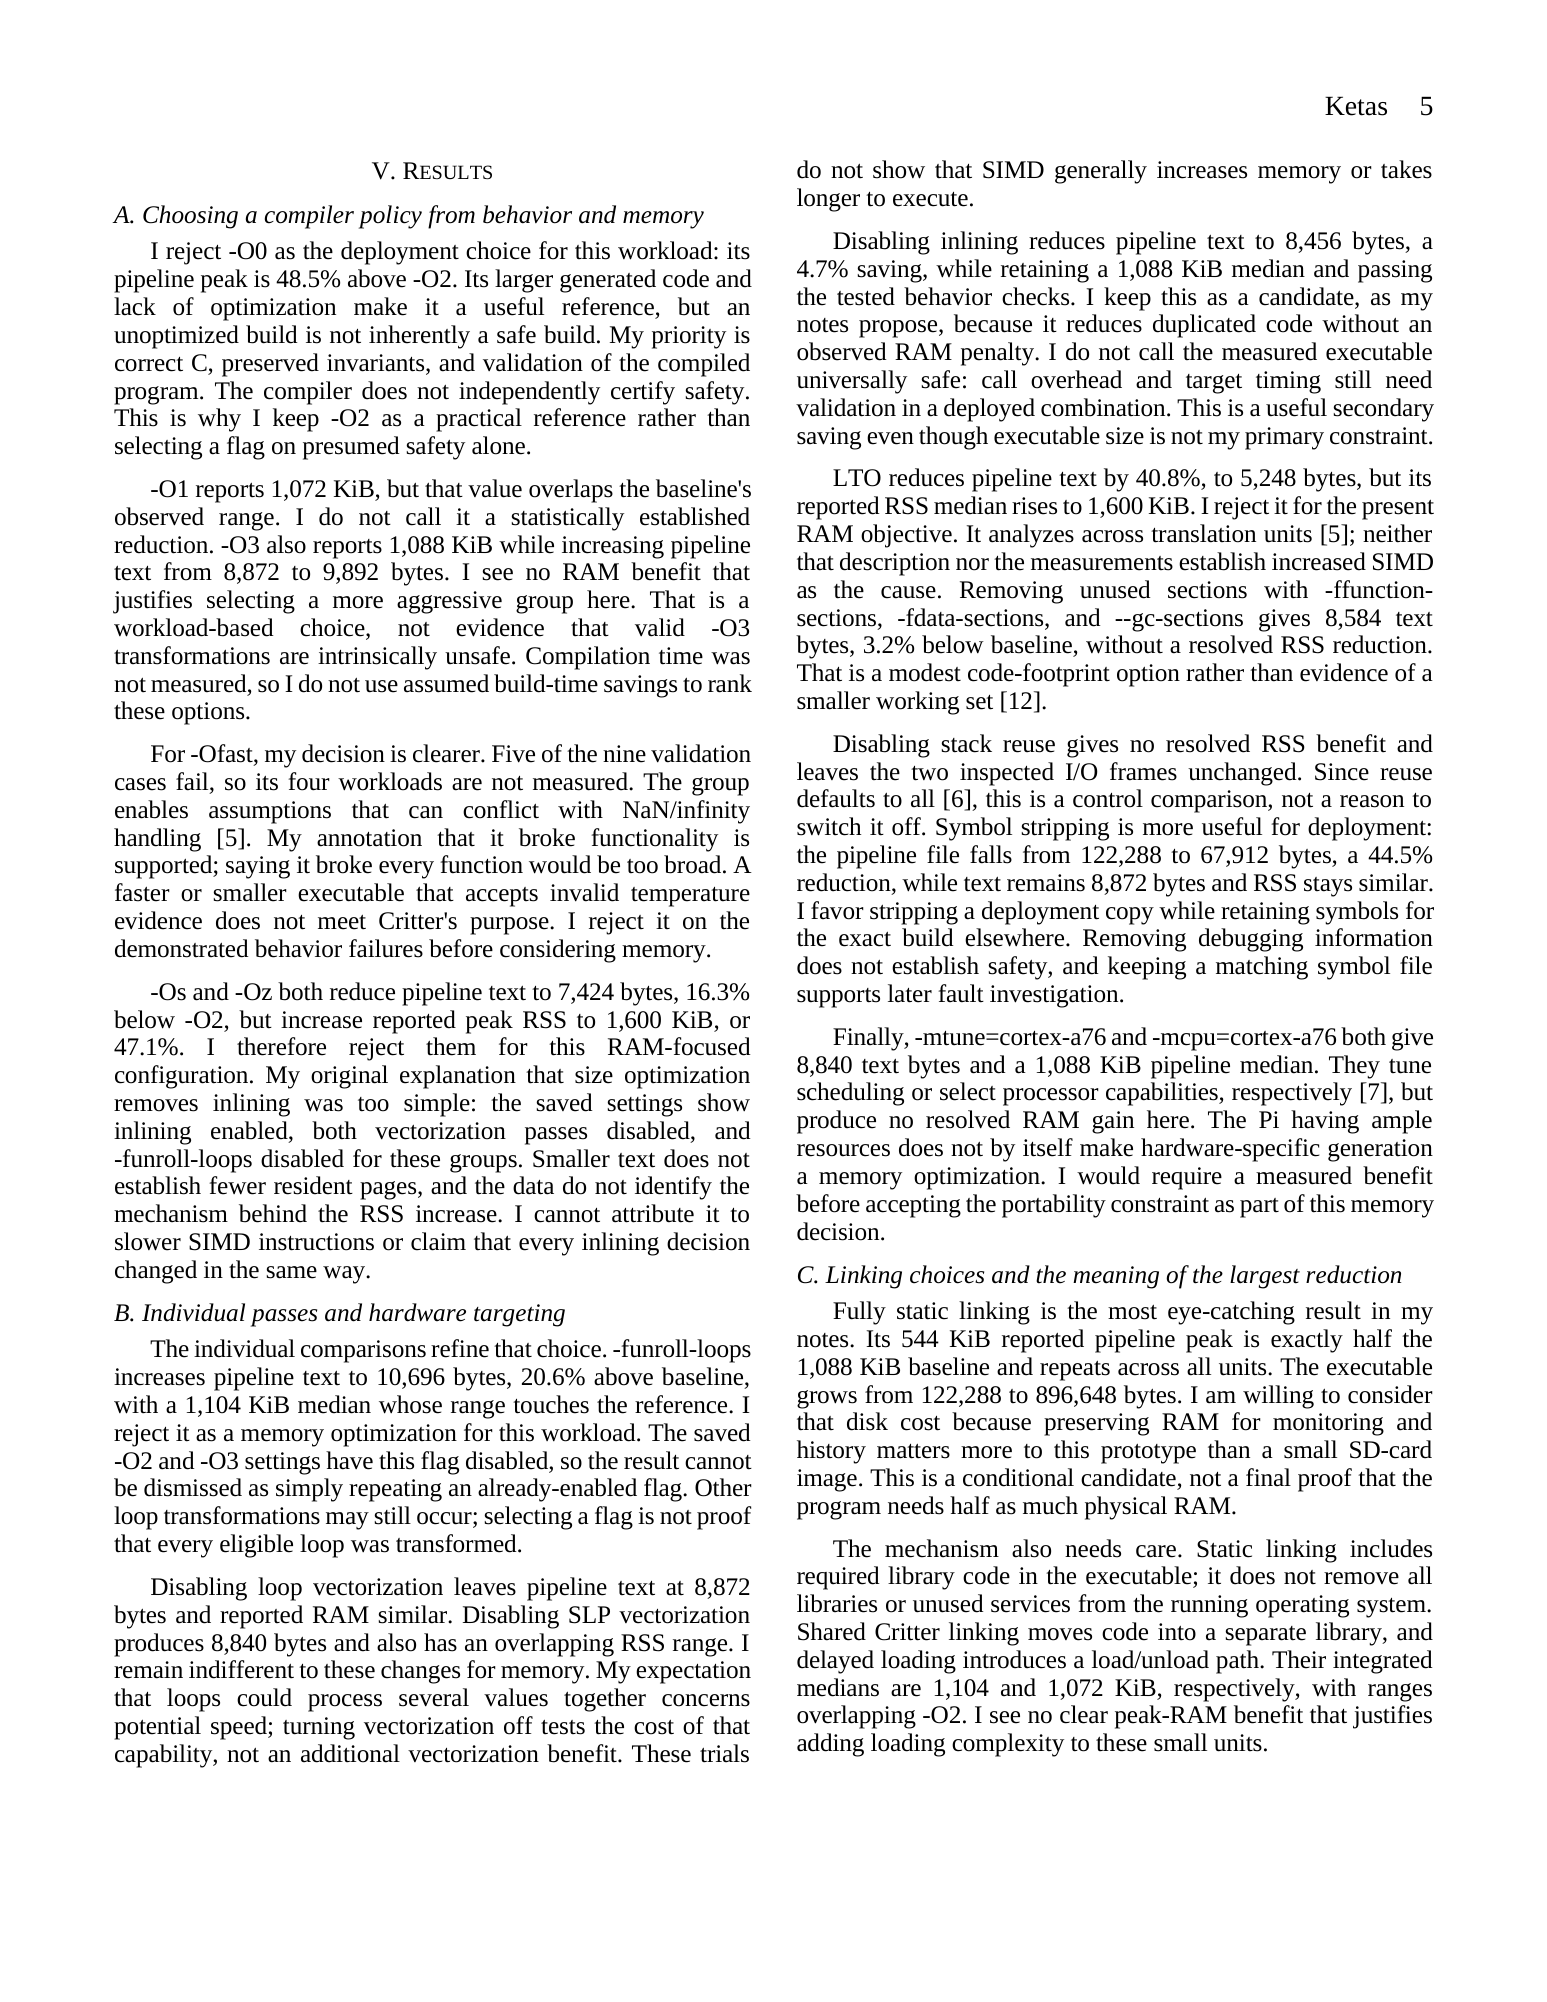 Ketas 5
V. RESULTS
A. Choosing a compiler policy from behavior and memory
I reject -O0 as the deployment choice for this workload: its
pipeline peak is 48.5% above -O2. Its larger generated code and
lack of optimization make it a useful reference, but an
unoptimized build is not inherently a safe build. My priority is
correct C, preserved invariants, and validation of the compiled
program. The compiler does not independently certify safety.
This is why I keep -O2 as a practical reference rather than
selecting a flag on presumed safety alone.
-O1 reports 1,072 KiB, but that value overlaps the baseline's
observed range. I do not call it a statistically established
reduction. -O3 also reports 1,088 KiB while increasing pipeline
text from 8,872 to 9,892 bytes. I see no RAM benefit that
justifies selecting a more aggressive group here. That is a
workload-based choice, not evidence that valid -O3
transformations are intrinsically unsafe. Compilation time was
not measured, so I do not use assumed build-time savings to rank
these options.
For -Ofast, my decision is clearer. Five of the nine validation
cases fail, so its four workloads are not measured. The group
enables assumptions that can conflict with NaN/infinity
handling [5]. My annotation that it broke functionality is
supported; saying it broke every function would be too broad. A
faster or smaller executable that accepts invalid temperature
evidence does not meet Critter's purpose. I reject it on the
demonstrated behavior failures before considering memory.
-Os and -Oz both reduce pipeline text to 7,424 bytes, 16.3%
below -O2, but increase reported peak RSS to 1,600 KiB, or
47.1%. I therefore reject them for this RAM-focused
configuration. My original explanation that size optimization
removes inlining was too simple: the saved settings show
inlining enabled, both vectorization passes disabled, and
-funroll-loops disabled for these groups. Smaller text does not
establish fewer resident pages, and the data do not identify the
mechanism behind the RSS increase. I cannot attribute it to
slower SIMD instructions or claim that every inlining decision
changed in the same way.
B. Individual passes and hardware targeting
The individual comparisons refine that choice. -funroll-loops
increases pipeline text to 10,696 bytes, 20.6% above baseline,
with a 1,104 KiB median whose range touches the reference. I
reject it as a memory optimization for this workload. The saved
-O2 and -O3 settings have this flag disabled, so the result cannot
be dismissed as simply repeating an already-enabled flag. Other
loop transformations may still occur; selecting a flag is not proof
that every eligible loop was transformed.
Disabling loop vectorization leaves pipeline text at 8,872
bytes and reported RAM similar. Disabling SLP vectorization
produces 8,840 bytes and also has an overlapping RSS range. I
remain indifferent to these changes for memory. My expectation
that loops could process several values together concerns
potential speed; turning vectorization off tests the cost of that
capability, not an additional vectorization benefit. These trials
do not show that SIMD generally increases memory or takes
longer to execute.
Disabling inlining reduces pipeline text to 8,456 bytes, a
4.7% saving, while retaining a 1,088 KiB median and passing
the tested behavior checks. I keep this as a candidate, as my
notes propose, because it reduces duplicated code without an
observed RAM penalty. I do not call the measured executable
universally safe: call overhead and target timing still need
validation in a deployed combination. This is a useful secondary
saving even though executable size is not my primary constraint.
LTO reduces pipeline text by 40.8%, to 5,248 bytes, but its
reported RSS median rises to 1,600 KiB. I reject it for the present
RAM objective. It analyzes across translation units [5]; neither
that description nor the measurements establish increased SIMD
as the cause. Removing unused sections with -ffunction-
sections, -fdata-sections, and --gc-sections gives 8,584 text
bytes, 3.2% below baseline, without a resolved RSS reduction.
That is a modest code-footprint option rather than evidence of a
smaller working set [12].
Disabling stack reuse gives no resolved RSS benefit and
leaves the two inspected I/O frames unchanged. Since reuse
defaults to all [6], this is a control comparison, not a reason to
switch it off. Symbol stripping is more useful for deployment:
the pipeline file falls from 122,288 to 67,912 bytes, a 44.5%
reduction, while text remains 8,872 bytes and RSS stays similar.
I favor stripping a deployment copy while retaining symbols for
the exact build elsewhere. Removing debugging information
does not establish safety, and keeping a matching symbol file
supports later fault investigation.
Finally, -mtune=cortex-a76 and -mcpu=cortex-a76 both give
8,840 text bytes and a 1,088 KiB pipeline median. They tune
scheduling or select processor capabilities, respectively [7], but
produce no resolved RAM gain here. The Pi having ample
resources does not by itself make hardware-specific generation
a memory optimization. I would require a measured benefit
before accepting the portability constraint as part of this memory
decision.
C. Linking choices and the meaning of the largest reduction
Fully static linking is the most eye-catching result in my
notes. Its 544 KiB reported pipeline peak is exactly half the
1,088 KiB baseline and repeats across all units. The executable
grows from 122,288 to 896,648 bytes. I am willing to consider
that disk cost because preserving RAM for monitoring and
history matters more to this prototype than a small SD-card
image. This is a conditional candidate, not a final proof that the
program needs half as much physical RAM.
The mechanism also needs care. Static linking includes
required library code in the executable; it does not remove all
libraries or unused services from the running operating system.
Shared Critter linking moves code into a separate library, and
delayed loading introduces a load/unload path. Their integrated
medians are 1,104 and 1,072 KiB, respectively, with ranges
overlapping -O2. I see no clear peak-RAM benefit that justifies
adding loading complexity to these small units.